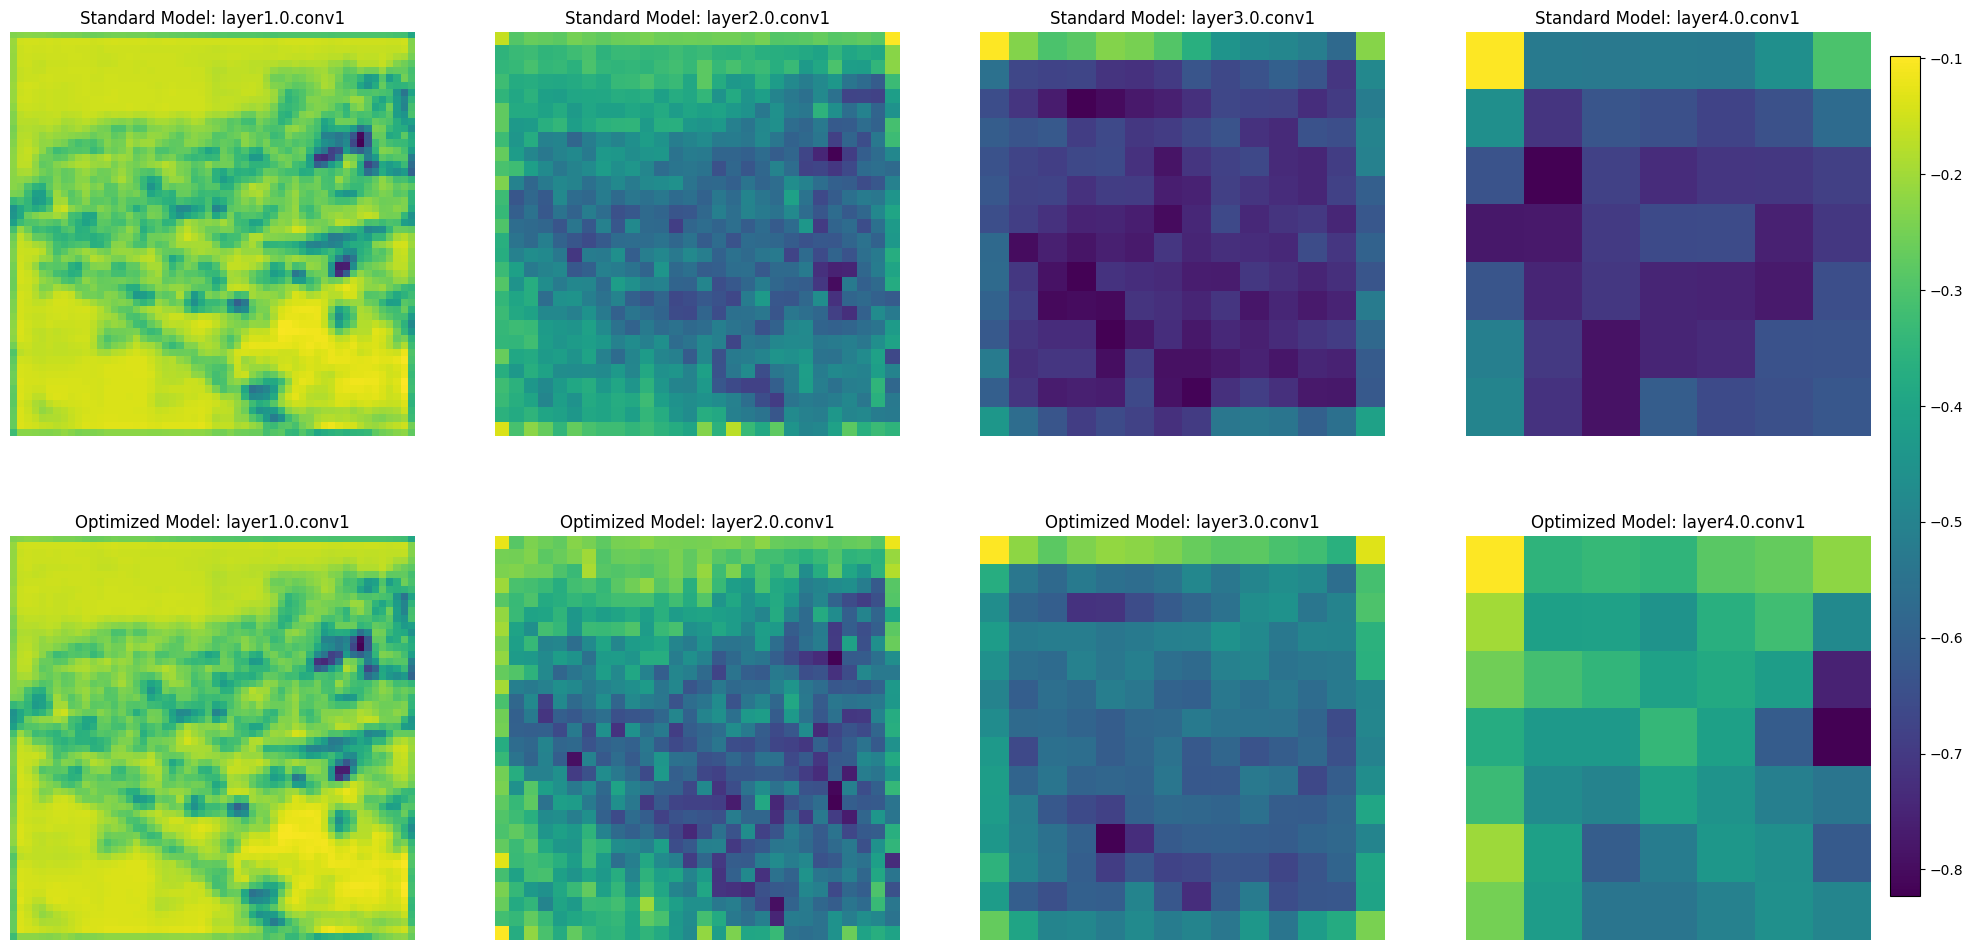 Standard Model: layer1.0.conv1
Standard Model: layer2.0.conv1
Standard Model: layer3.0.conv1
Standard Model: layer4.0.conv1
−0.1
−0.2
−0.3
−0.4
−0.5
−0.6
−0.7
−0.8
Optimized Model: layer1.0.conv1
Optimized Model: layer2.0.conv1
Optimized Model: layer3.0.conv1
Optimized Model: layer4.0.conv1